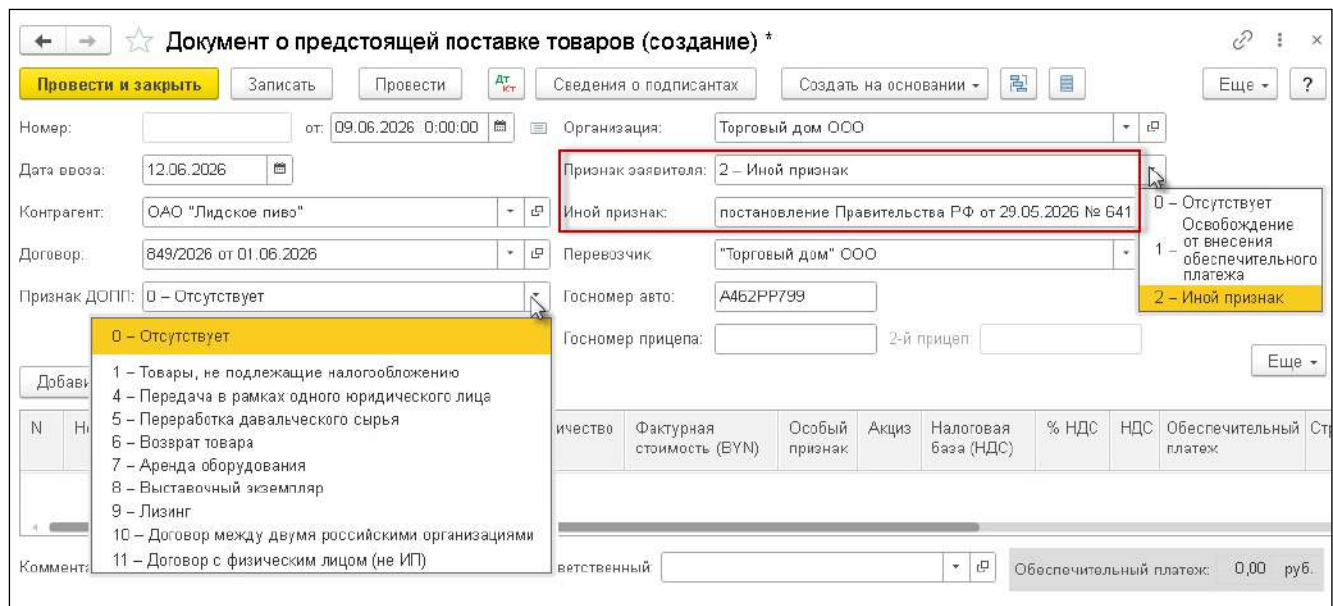 Документ о предстоящей поставке товаров (создание) *
Провести и закрыть Записать Провести Дт Кт Сведения о подписантах Создать на основании Еще ?
Номер: от: 09.06.2026 0:00:00 Организация: Торговый дом ООО
Дата ввоза: 12.06.2026 Признак заявителя: 2 – Иной признак
Контрагент: ОАО "Лидское пиво" Иной признак: постановление Правительства РФ от 29.05.2026 № 641
Договор: 849/2026 от 01.06.2026 Перевозчик "Торговый дом" ООО
Признак ДОПП: 0 – Отсутствует Госномер авто: А462РР799
Госномер прицепа: 2-й прицеп:
0 – Отсутствует
1 – Освобождение
от внесения
обеспечительного
платежа
2 – Иной признак
0 – Отсутствует
1 – Товары, не подлежащие налогообложению
4 – Передача в рамках одного юридического лица
5 – Переработка давальческого сырья
6 – Возврат товара
7 – Аренда оборудования
8 – Выставочный экземпляр
9 – Лизинг
10 – Договор между двумя российскими организациями
11 – Договор с физическим лицом (не ИП)
Еще
N Фактурная стоимость (BYN) Особый признак Акциз Налоговая база (НДС) % НДС НДС Обеспечительный платеж
Обеспечительный платеж: 0,00 руб.